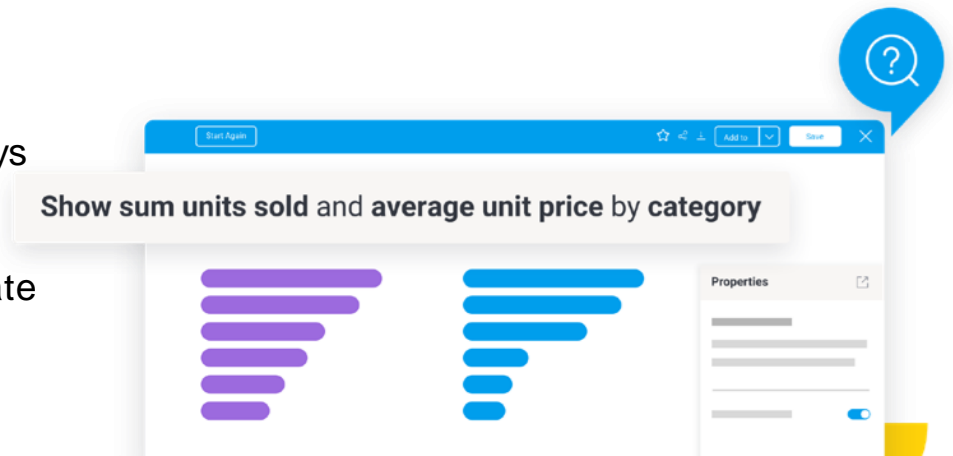 Start Again
Add to
Save
ys
Show sum units sold and average unit price by category
ate
Properties